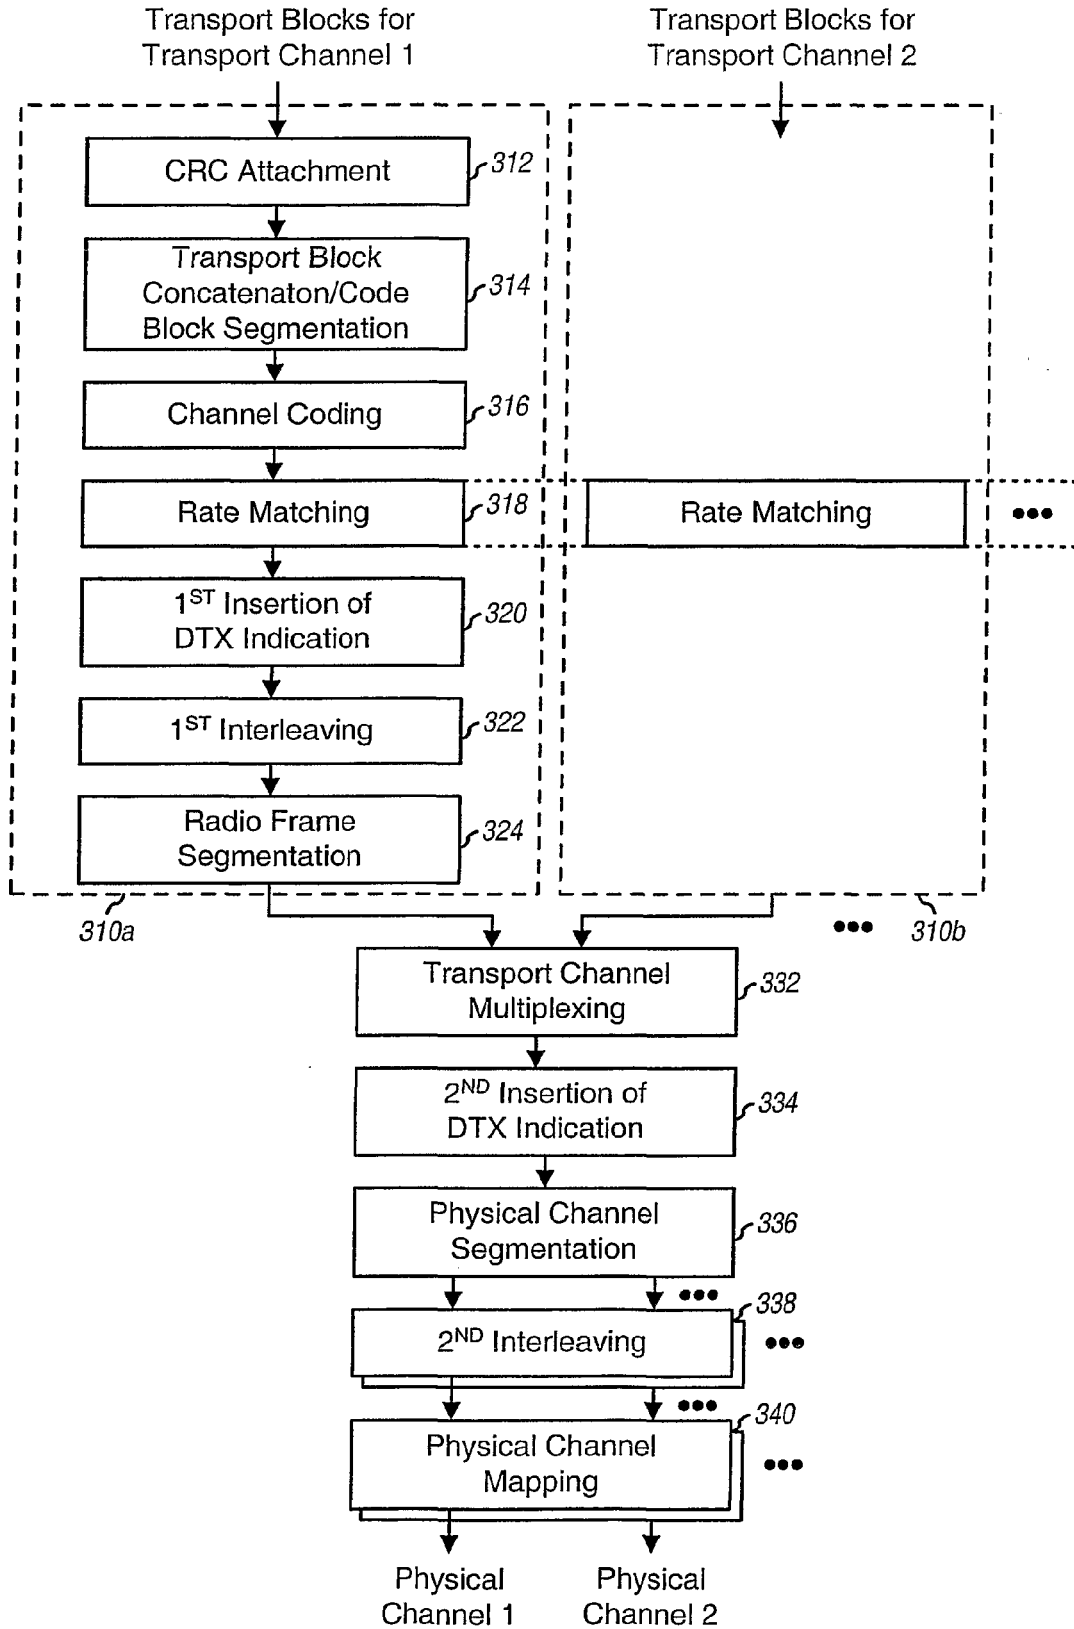 Transport Blocks for
Transport Channel 1
Transport Blocks for
Transport Channel 2
CRC Attachment
312
Transport Block
Concatenaton/Code
Block Segmentation
314
Channel Coding
316
Rate Matching
318
Rate Matching
1ST Insertion of
DTX Indication
320
1ST Interleaving
322
Radio Frame
Segmentation
324
310a
310b
Transport Channel
Multiplexing
332
2ND Insertion of
DTX Indication
334
Physical Channel
Segmentation
336
2ND Interleaving
338
Physical Channel
Mapping
340
Physical
Channel 1
Physical
Channel 2